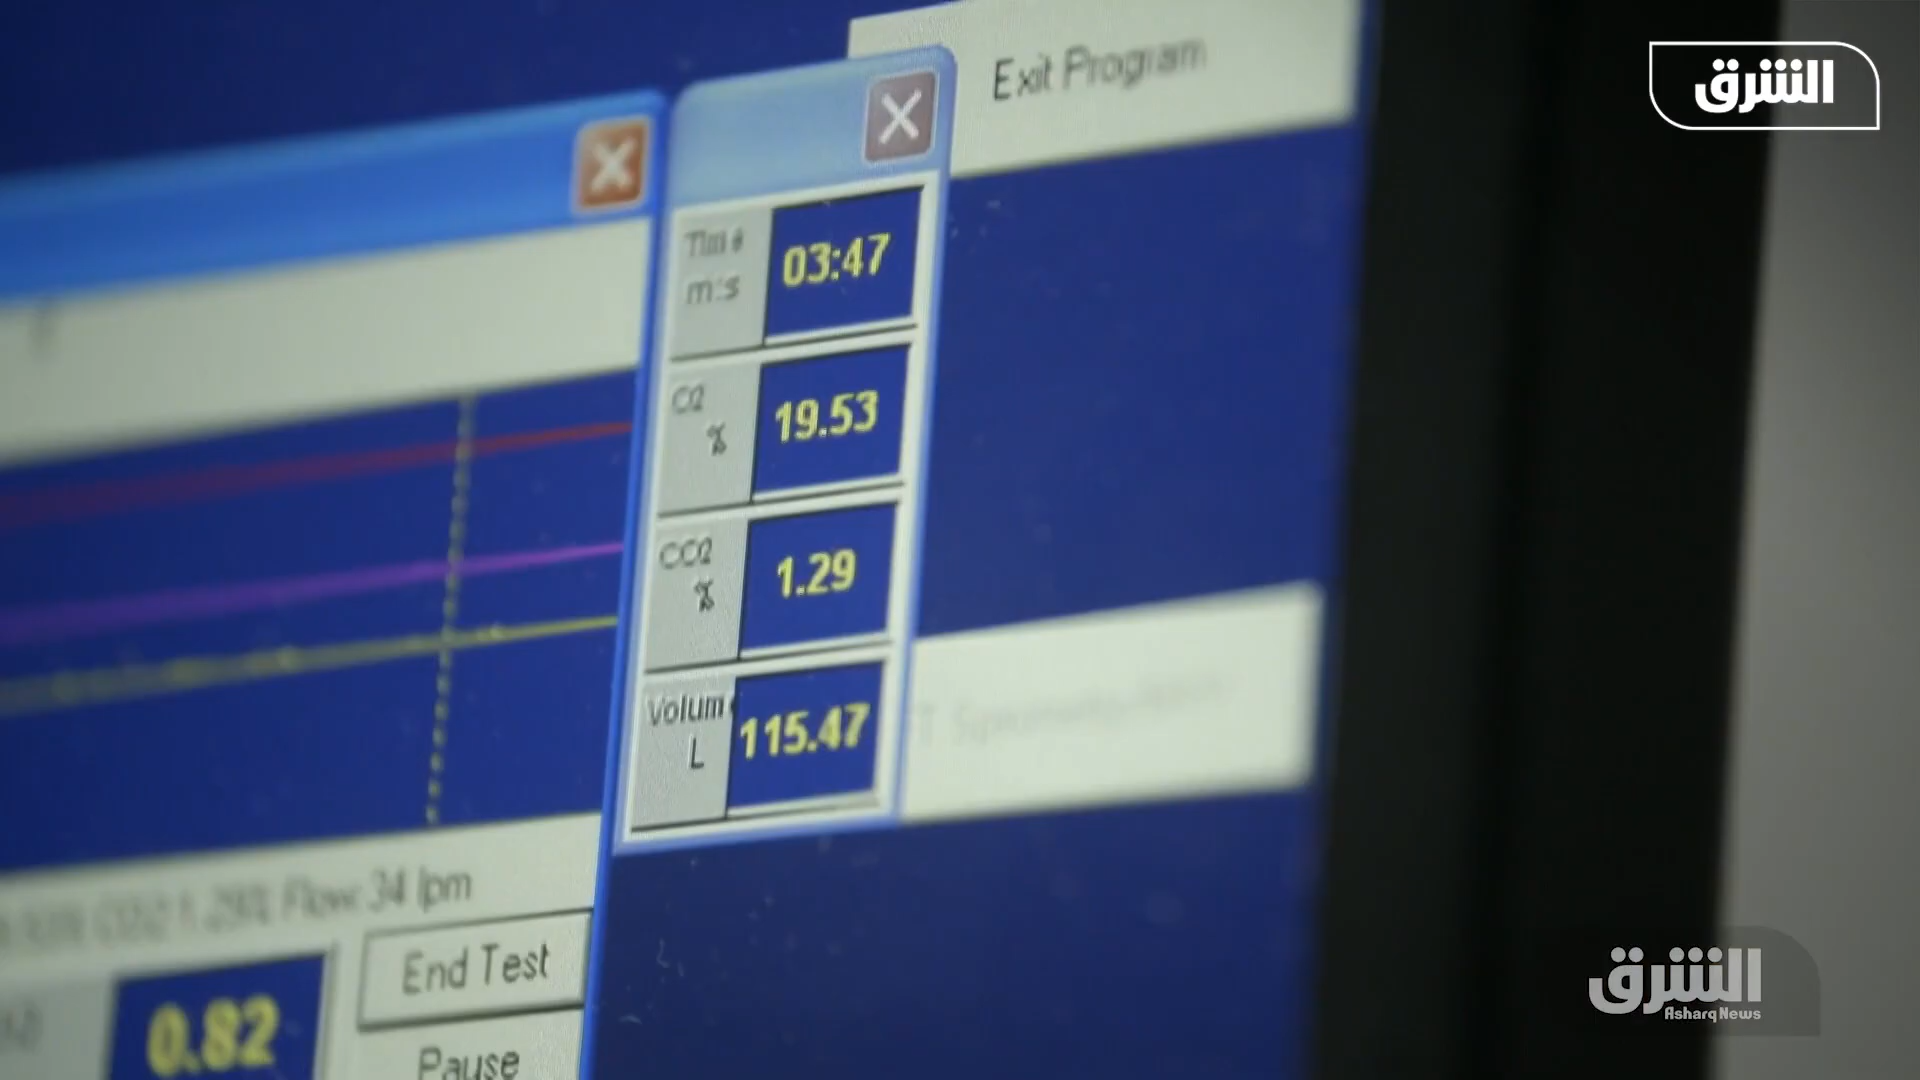 الشرق
Exit Program
Time
m:s
03:47
O2
%
19.53
CO2
%
1.29
Volume
L
115.47
CO2 1.29% Flow: 34 lpm
End Test
0.82
Pause
الشرق
Asharq News